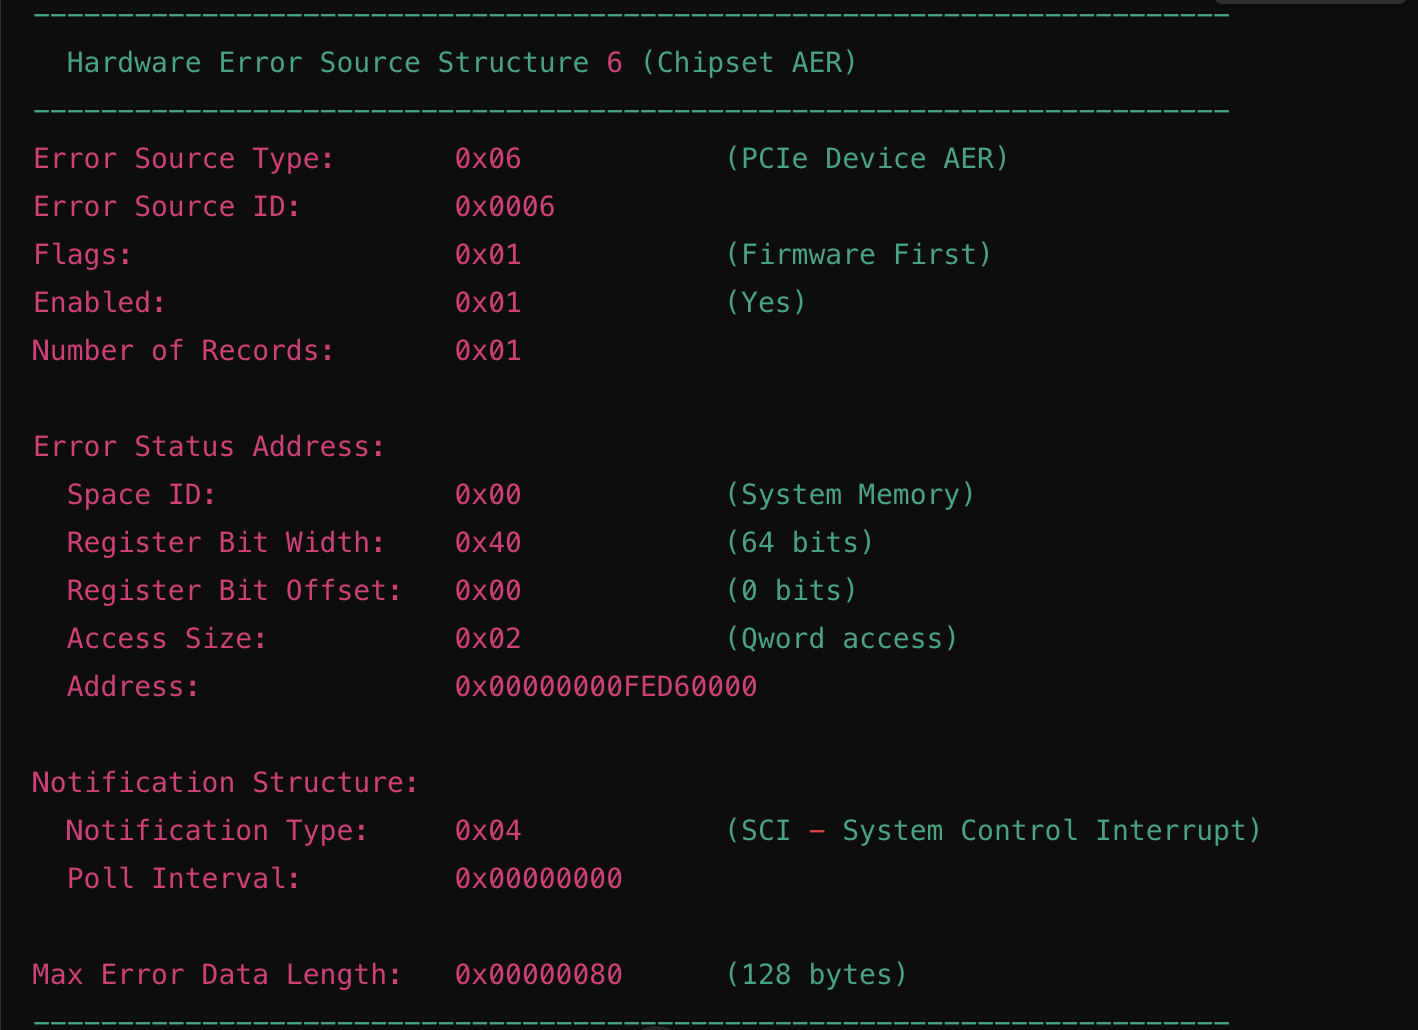 Hardware Error Source Structure 6 (Chipset AER)
Error Source Type: 0x06 (PCIe Device AER)
Error Source ID: 0x0006
Flags: 0x01 (Firmware First)
Enabled: 0x01 (Yes)
Number of Records: 0x01
Error Status Address:
Space ID: 0x00 (System Memory)
Register Bit Width: 0x40 (64 bits)
Register Bit Offset: 0x00 (0 bits)
Access Size: 0x02 (Qword access)
Address: 0x00000000FED60000
Notification Structure:
Notification Type: 0x04 (SCI – System Control Interrupt)
Poll Interval: 0x00000000
Max Error Data Length: 0x00000080 (128 bytes)